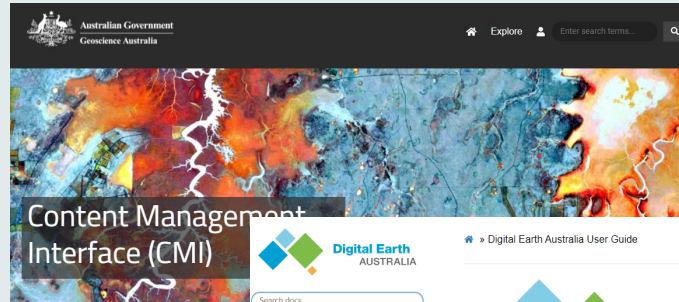 Australian Government
Geoscience Australia
Explore
Enter search terms...
Content Management
Interface (CMI)
Digital Earth
AUSTRALIA
» Digital Earth Australia User Guide
Search docs